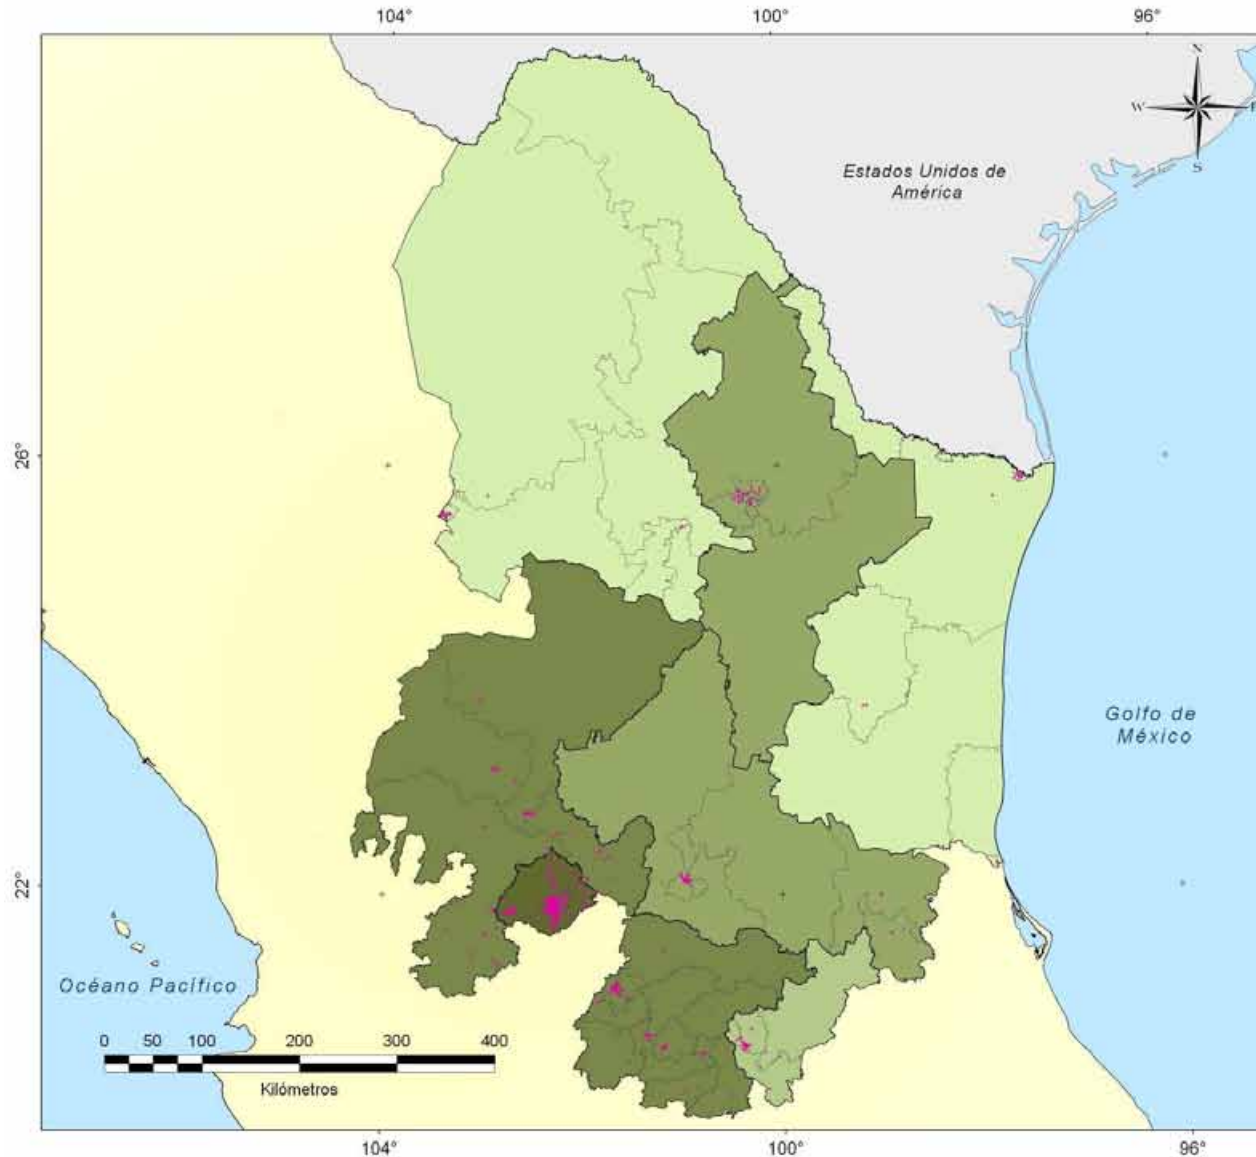 104°
100°
96°
N
W
E
S
Estados Unidos de
América
26°
Golfo de
México
22°
Océano Pacífico
0 50 100 200 300 400
Kilómetros
104°
100°
96°